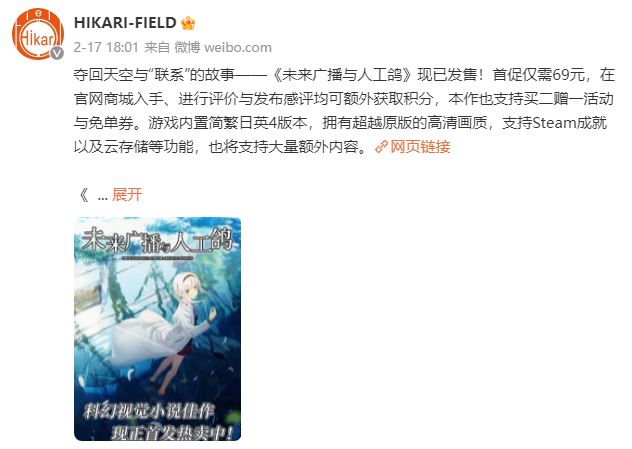 Hikari
HIKARI-FIELD
2-17 18:01 来自 微博 weibo.com
夺回天空与“联系”的故事——《未来广播与人工鸽》现已发售！首促仅需69元，在
官网商城入手、进行评价与发布感评均可额外获取积分，本作也支持买二赠一活动
与免单券。游戏内置简繁日英4版本，拥有超越原版的高清画质，支持Steam成就
以及云存储等功能，也将支持大量额外内容。网页链接
《 ... 展开
未来广播与人工鸽
科幻视觉小说佳作
现正首发热卖中！